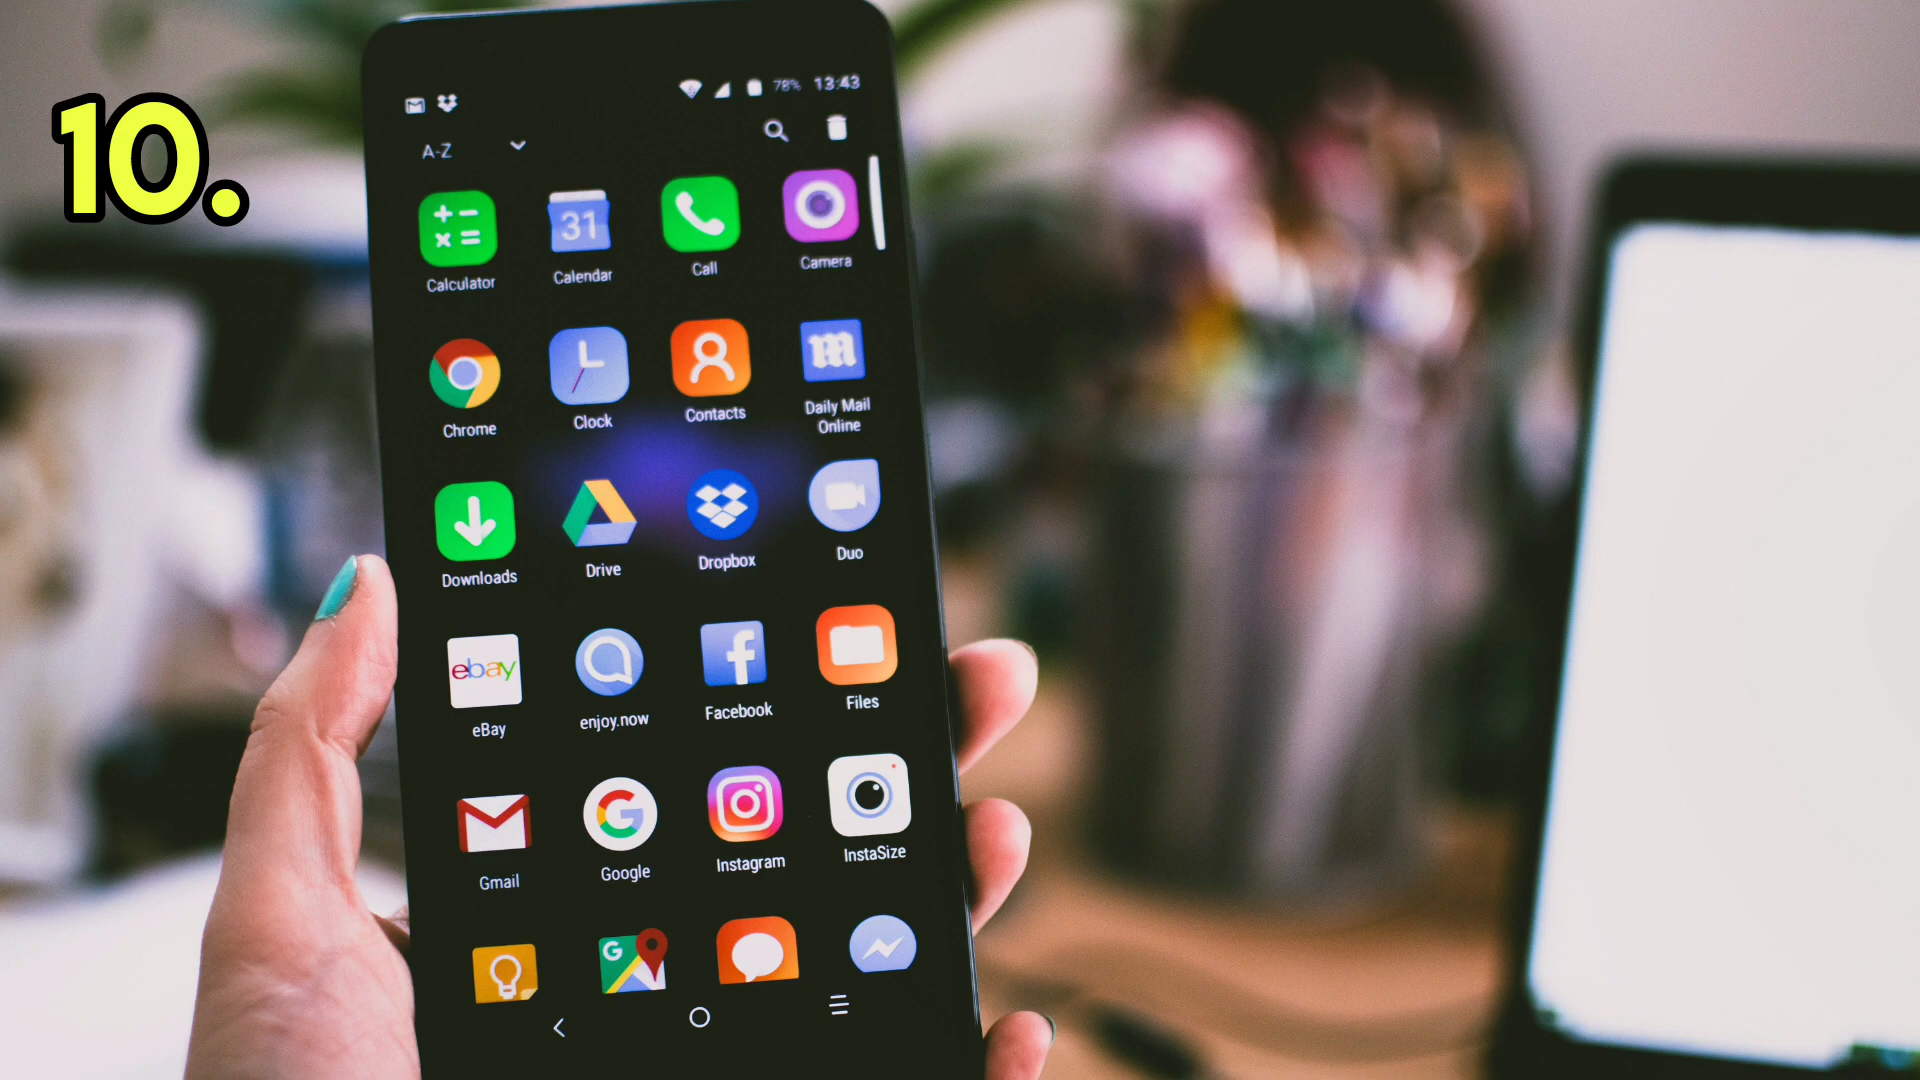 10.
78% 13:43
A-Z
31
Calculator Calendar Call Camera
m
Chrome Clock Contacts Daily Mail
Online
Downloads Drive Dropbox Duo
ebay
eBay enjoy.now Facebook Files
Gmail Google Instagram InstaSize
G